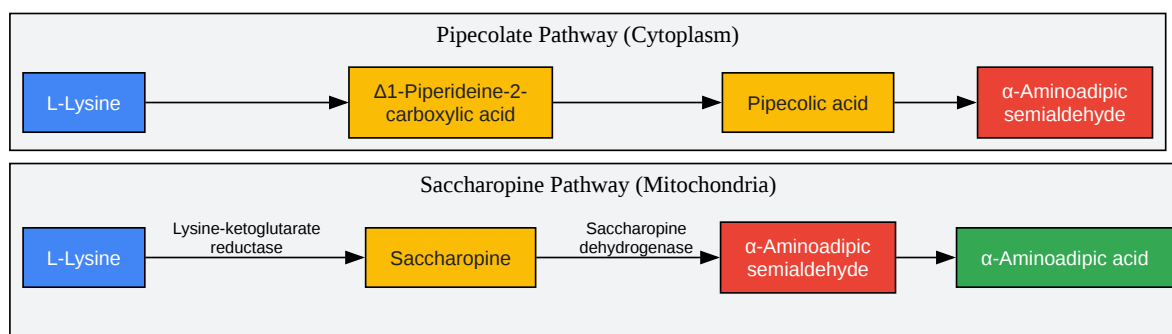 Pipecolate Pathway (Cytoplasm)
L-Lysine
Δ1-Piperideine-2-
carboxylic acid
Pipecolic acid
α-Aminoadipic
semialdehyde
Saccharopine Pathway (Mitochondria)
L-Lysine
Lysine-ketoglutarate
reductase
Saccharopine
Saccharopine
dehydrogenase
α-Aminoadipic
semialdehyde
α-Aminoadipic acid